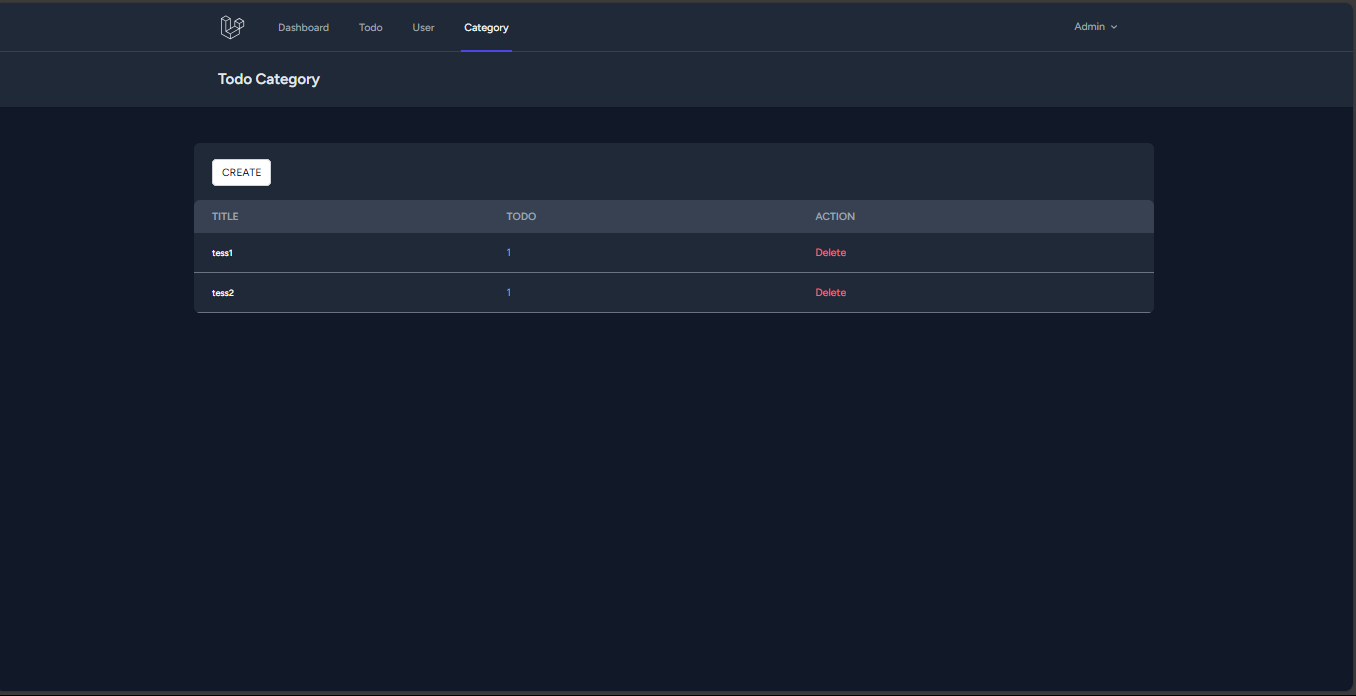 Dashboard Todo User Category Admin
Todo Category
CREATE
TITLE TODO ACTION
tess1 1 Delete
tess2 1 Delete